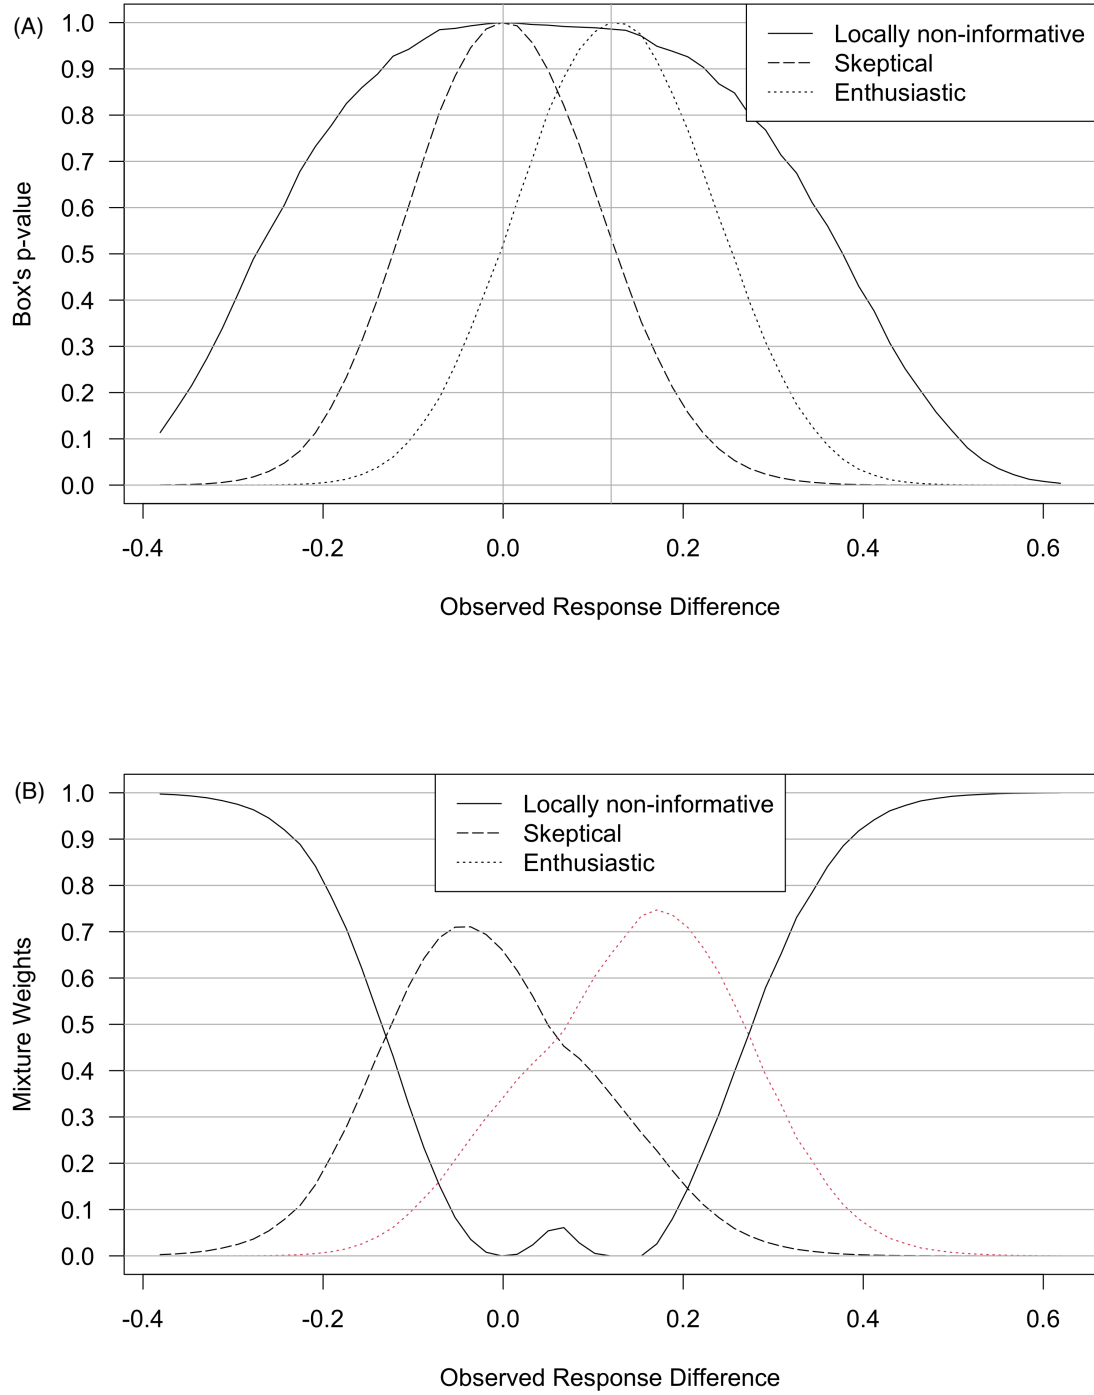 (A)
1.0
0.9
0.8
0.7
0.6
0.5
0.4
0.3
0.2
0.1
0.0
Box's p-value
Locally non-informative
Skeptical
Enthusiastic
-0.4 -0.2 0.0 0.2 0.4 0.6
Observed Response Difference
(B)
1.0
0.9
0.8
0.7
0.6
0.5
0.4
0.3
0.2
0.1
0.0
Mixture Weights
Locally non-informative
Skeptical
Enthusiastic
-0.4 -0.2 0.0 0.2 0.4 0.6
Observed Response Difference